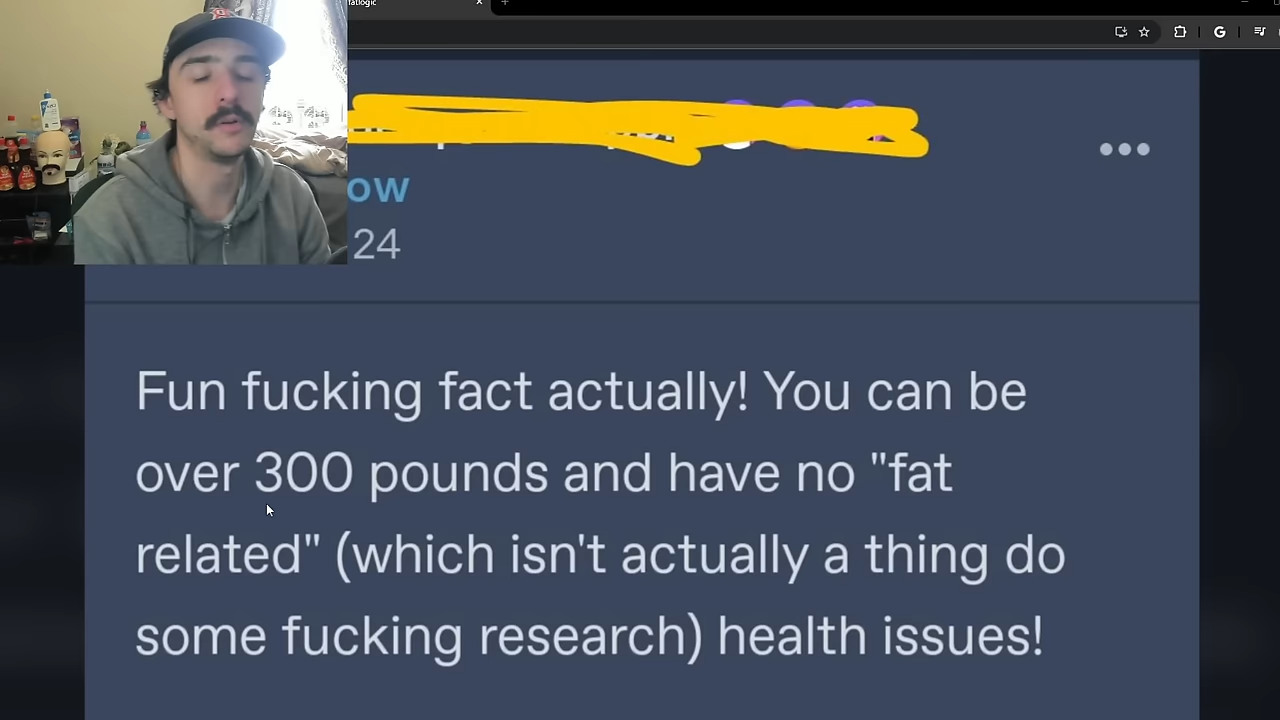 fatlogic
ow
24
Fun fucking fact actually! You can be
over 300 pounds and have no "fat
related" (which isn't actually a thing do
some fucking research) health issues!